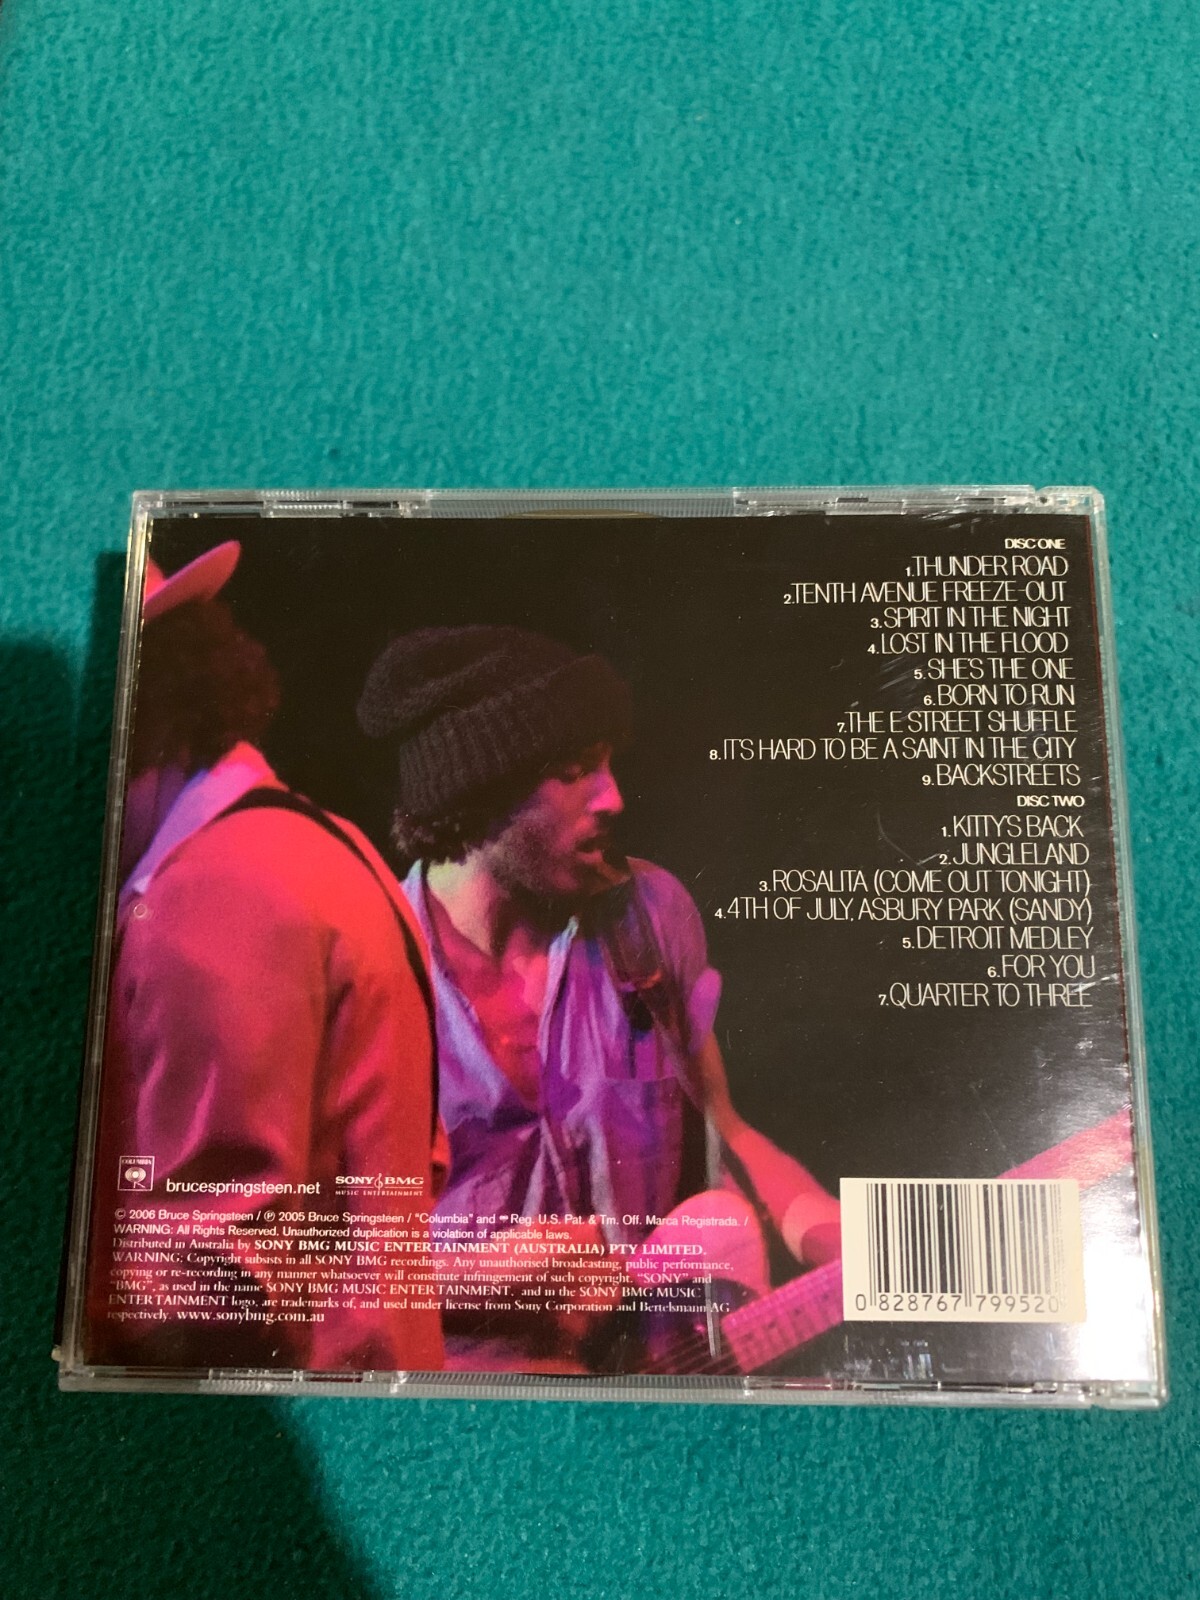 DISC ONE
1.THUNDER ROAD
2.TENTH AVENUE FREEZE-OUT
3.SPIRIT IN THE NIGHT
4.LOST IN THE FLOOD
5.SHE'S THE ONE
6.BORN TO RUN
7.THE E STREET SHUFFLE
8.IT'S HARD TO BE A SAINT IN THE CITY
9.BACKSTREETS
DISC TWO
1.KITTY'S BACK
2.JUNGLELAND
3.ROSALITA (COME OUT TONIGHT)
4.4TH OF JULY, ASBURY PARK (SANDY)
5.DETROIT MEDLEY
6.FOR YOU
7.QUARTER TO THREE
COLUMBIA
brucespringsteen.net
SONY BMG
MUSIC ENTERTAINMENT
© 2006 Bruce Springsteen / ℗ 2005 Bruce Springsteen / "Columbia" and Reg. U.S. Pat. & Tm. Off. Marca Registrada. /
WARNING: All Rights Reserved. Unauthorized duplication is a violation of applicable laws.
Distributed in Australia by SONY BMG MUSIC ENTERTAINMENT (AUSTRALIA) PTY LIMITED.
WARNING: Copyright subsists in all SONY BMG recordings. Any unauthorised broadcasting, public performance,
copying or re-recording in any manner whatsoever will constitute infringement of such copyright. "SONY" and
"BMG", as used in the name SONY BMG MUSIC ENTERTAINMENT, and in the SONY BMG MUSIC
ENTERTAINMENT logo, are trademarks of, and used under license from Sony Corporation and Bertelsmann AG
respectively. www.sonybmg.com.au
0 828767 799520